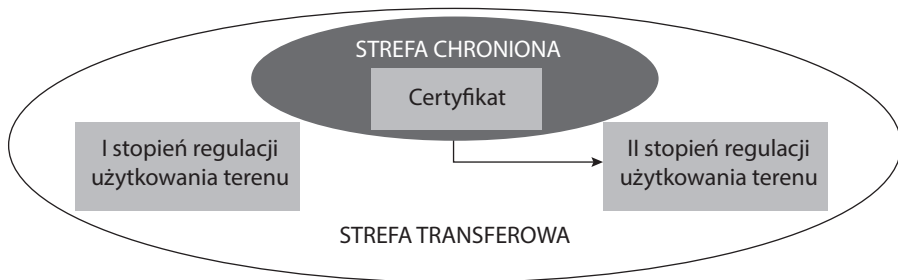 STREFA CHRONIONA
Certyfikat
I stopień regulacji
użytkowania terenu
II stopień regulacji
użytkowania terenu
STREFA TRANSFEROWA